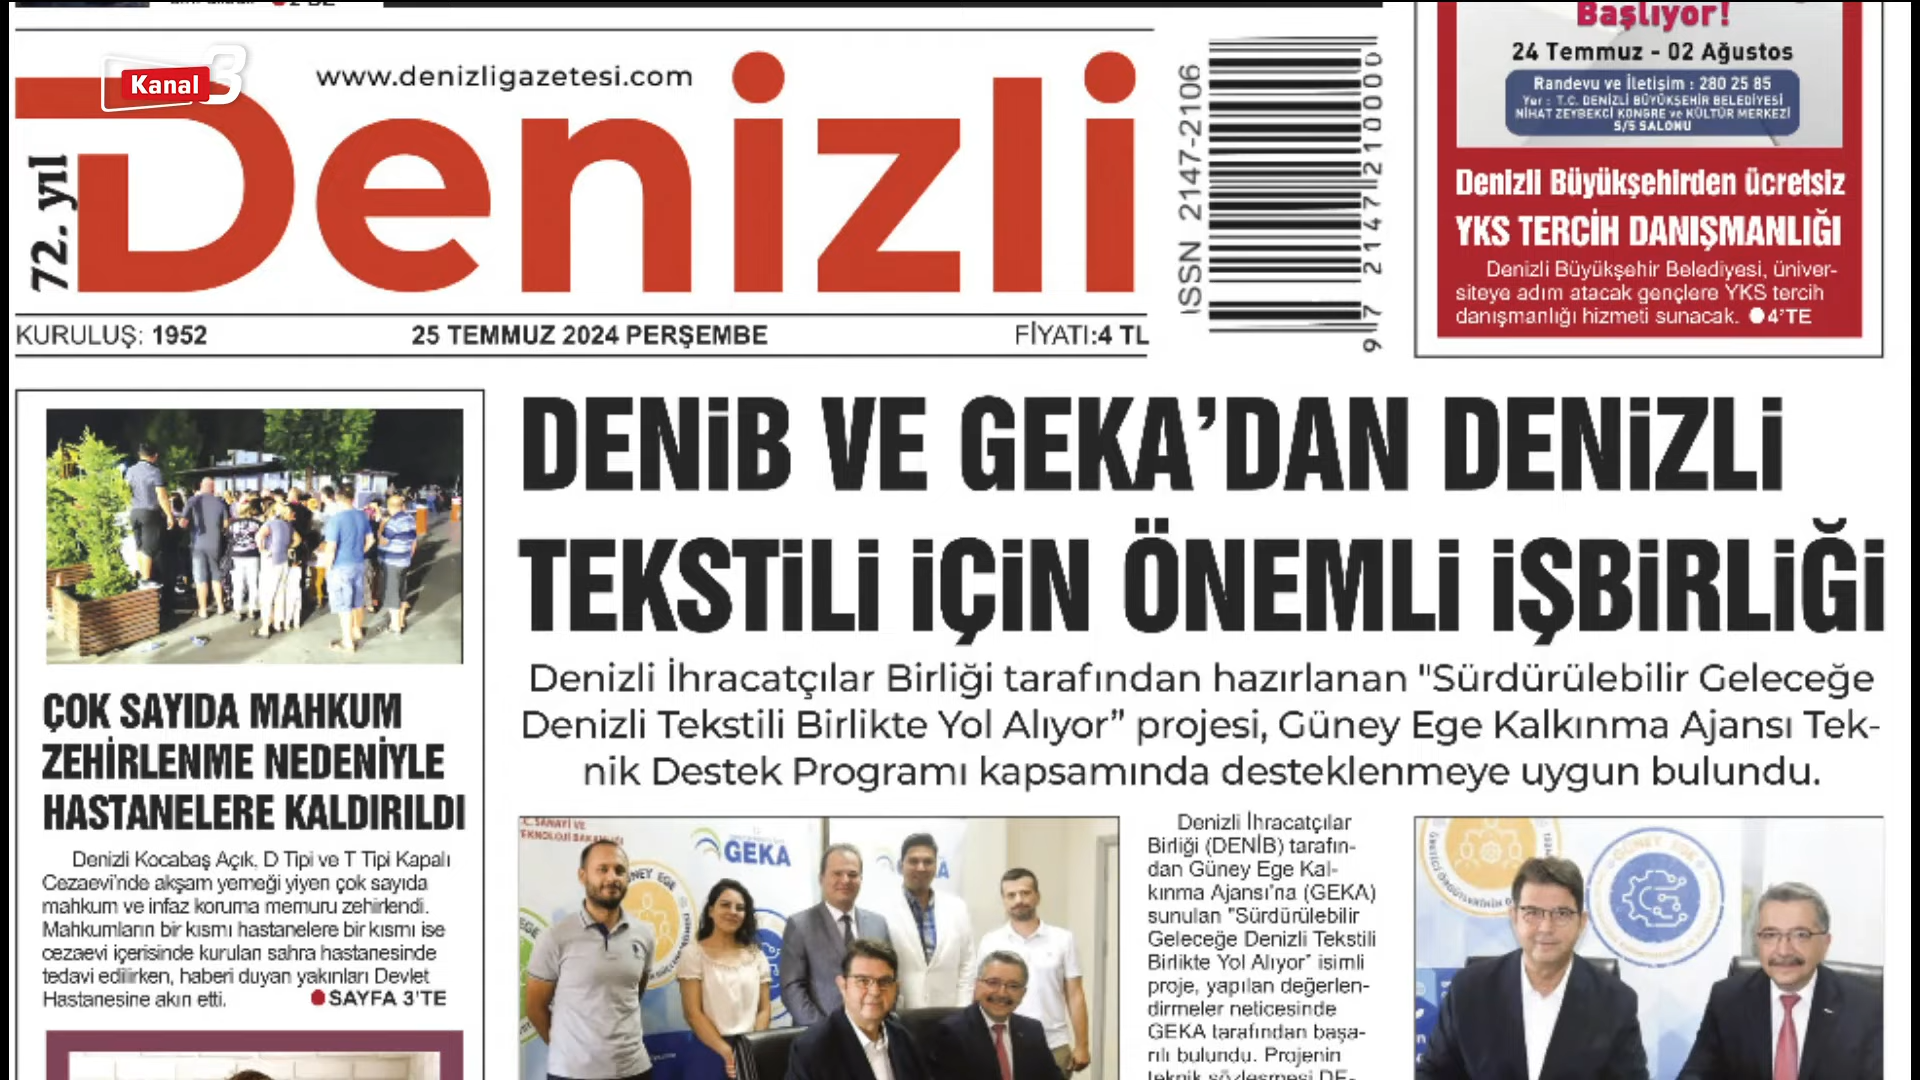 Kanal 3
www.denizligazetesi.com
72. yıl
Denizli
KURULUŞ: 1952
25 TEMMUZ 2024 PERŞEMBE
FİYATI:4 TL
ISSN 2147-2106
9 772147 210000
Başlıyor!
24 Temmuz - 02 Ağustos
Randevu ve İletişim : 280 25 85
Yer : T.C. DENİZLİ BÜYÜKŞEHİR BELEDİYESİ
NİHAT ZEYBEKCİ KONGRE ve KÜLTÜR MERKEZİ
S/5 SALONU
Denizli Büyükşehirden ücretsiz
YKS TERCİH DANIŞMANLIĞI
Denizli Büyükşehir Belediyesi, üniver-
siteye adım atacak gençlere YKS tercih
danışmanlığı hizmeti sunacak. ●4'TE
DENİB VE GEKA'DAN DENİZLİ
TEKSTİLİ İÇİN ÖNEMLİ İŞBİRLİĞİ
Denizli İhracatçılar Birliği tarafından hazırlanan "Sürdürülebilir Geleceğe
Denizli Tekstili Birlikte Yol Alıyor” projesi, Güney Ege Kalkınma Ajansı Tek-
nik Destek Programı kapsamında desteklenmeye uygun bulundu.
ÇOK SAYIDA MAHKUM
ZEHİRLENME NEDENİYLE
HASTANELERE KALDIRILDI
Denizli Kocabaş Açık, D Tipi ve T Tipi Kapalı
Cezaevi'nde akşam yemeği yiyen çok sayıda
mahkum ve infaz koruma memuru zehirlendi.
Mahkumların bir kısmı hastanelere bir kısmı ise
cezaevi içerisinde kurulan sahra hastanesinde
tedavi edilirken, haberi duyan yakınları Devlet
Hastanesine akın etti.
●SAYFA 3'TE
GEKA
GÜNEY EGE
Denizli İhracatçılar
Birliği (DENİB) tarafın-
dan Güney Ege Kal-
kınma Ajansı'na (GEKA)
sunulan "Sürdürülebilir
Geleceğe Denizli Tekstili
Birlikte Yol Alıyor" isimli
proje, yapılan değerlen-
dirmeler neticesinde
GEKA tarafından başa-
rılı bulundu. Projenin
teknik sözleşmesi DE-
GÜNEY EGE